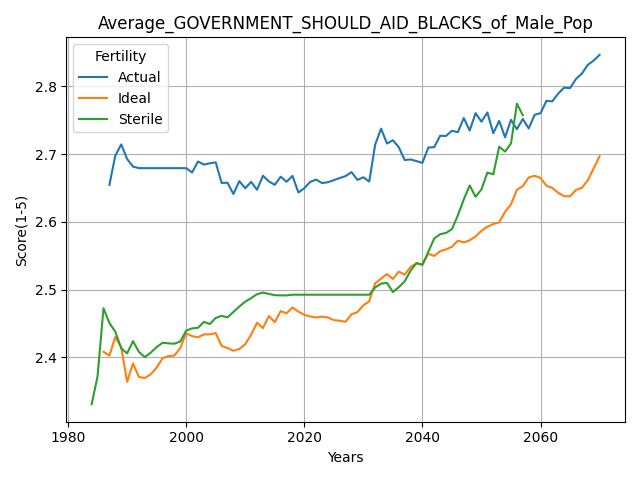 Average_GOVERNMENT_SHOULD_AID_BLACKS_of_Male_Pop
Fertility
Actual
Ideal
Sterile
Score(1-5)
2.8
2.7
2.6
2.5
2.4
1980 2000 2020 2040 2060
Years